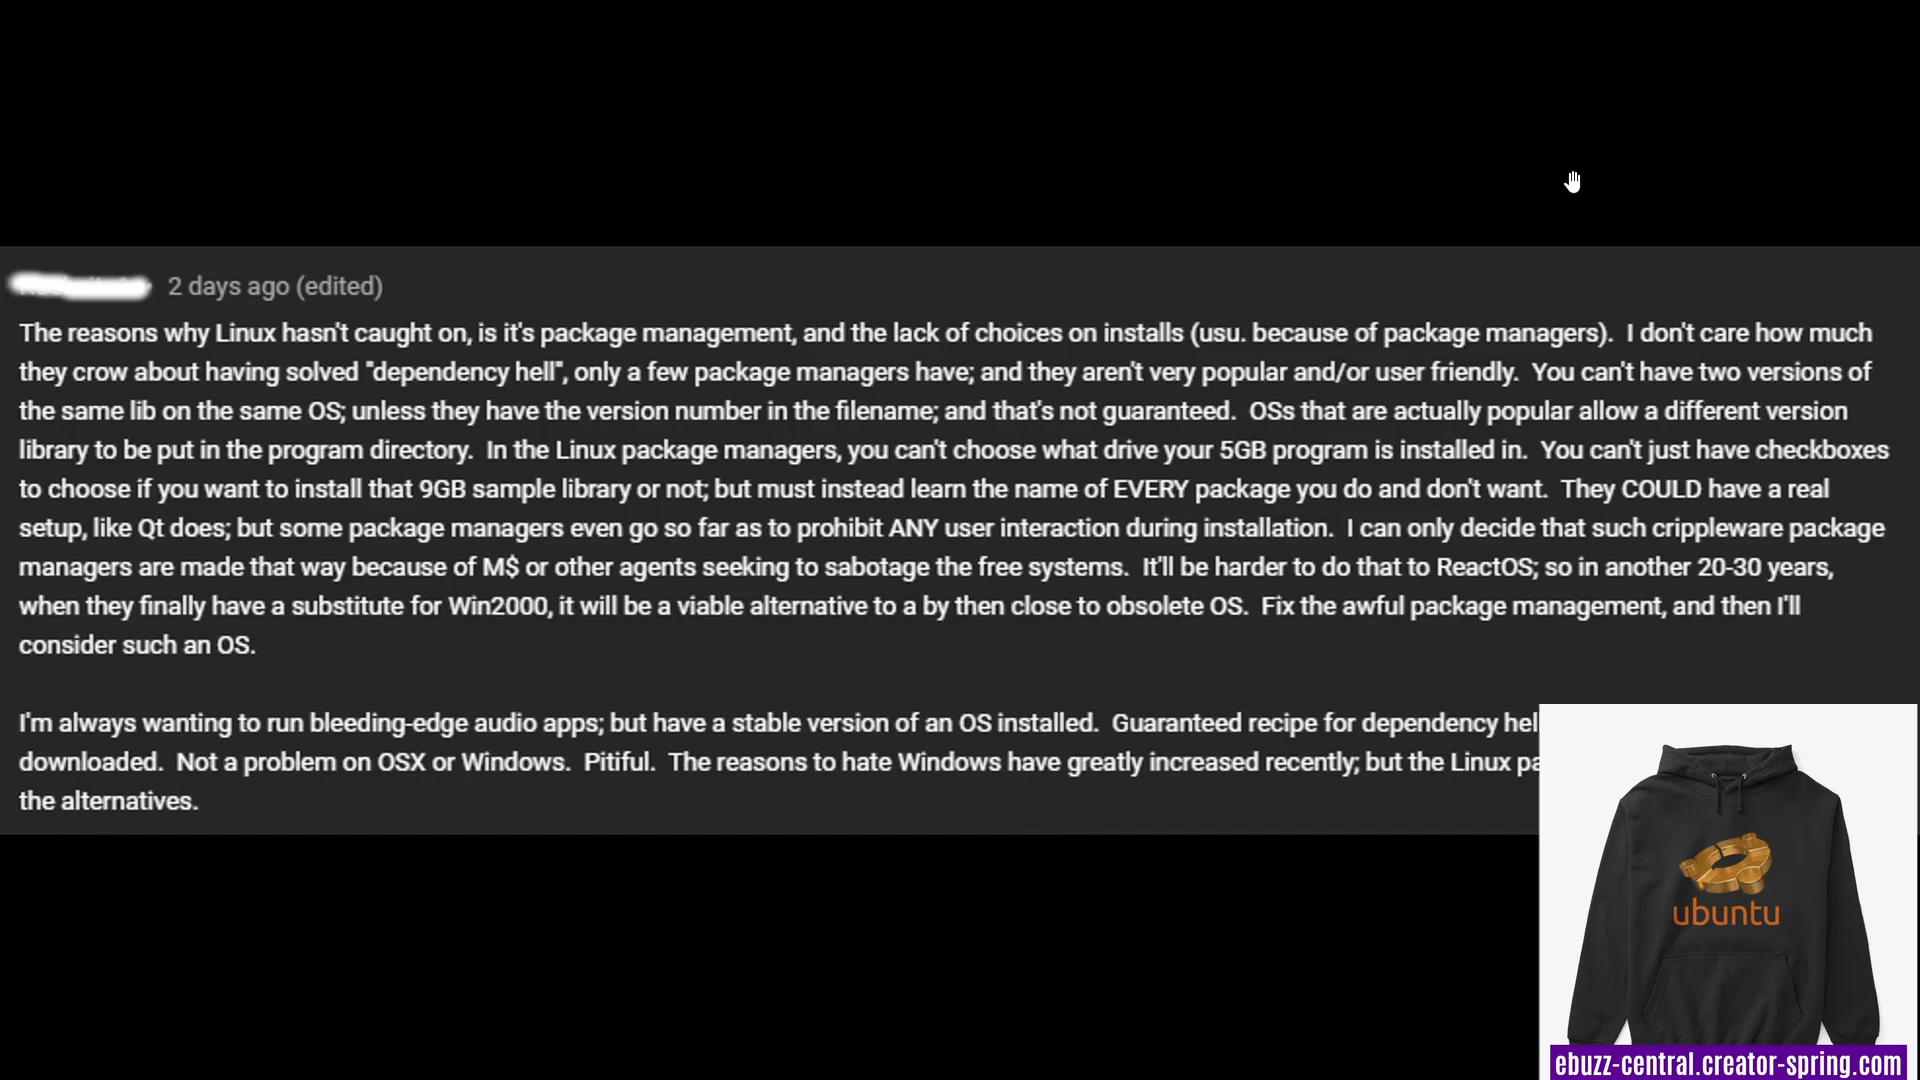 2 days ago (edited)
The reasons why Linux hasn't caught on, is it's package management, and the lack of choices on installs (usu. because of package managers).  I don't care how much
they crow about having solved "dependency hell", only a few package managers have; and they aren't very popular and/or user friendly.  You can't have two versions of
the same lib on the same OS; unless they have the version number in the filename; and that's not guaranteed.  OSs that are actually popular allow a different version
library to be put in the program directory.  In the Linux package managers, you can't choose what drive your 5GB program is installed in.  You can't just have checkboxes
to choose if you want to install that 9GB sample library or not; but must instead learn the name of EVERY package you do and don't want.  They COULD have a real
setup, like Qt does; but some package managers even go so far as to prohibit ANY user interaction during installation.  I can only decide that such crippleware package
managers are made that way because of M$ or other agents seeking to sabotage the free systems.  It'll be harder to do that to ReactOS; so in another 20-30 years,
when they finally have a substitute for Win2000, it will be a viable alternative to a by then close to obsolete OS.  Fix the awful package management, and then I'll
consider such an OS.
I'm always wanting to run bleeding-edge audio apps; but have a stable version of an OS installed.  Guaranteed recipe for dependency
downloaded.  Not a problem on OSX or Windows.  Pitiful.  The reasons to hate Windows have greatly increased recently; but the Linux
the alternatives.
ubuntu
ebuzz-central.creator-spring.com